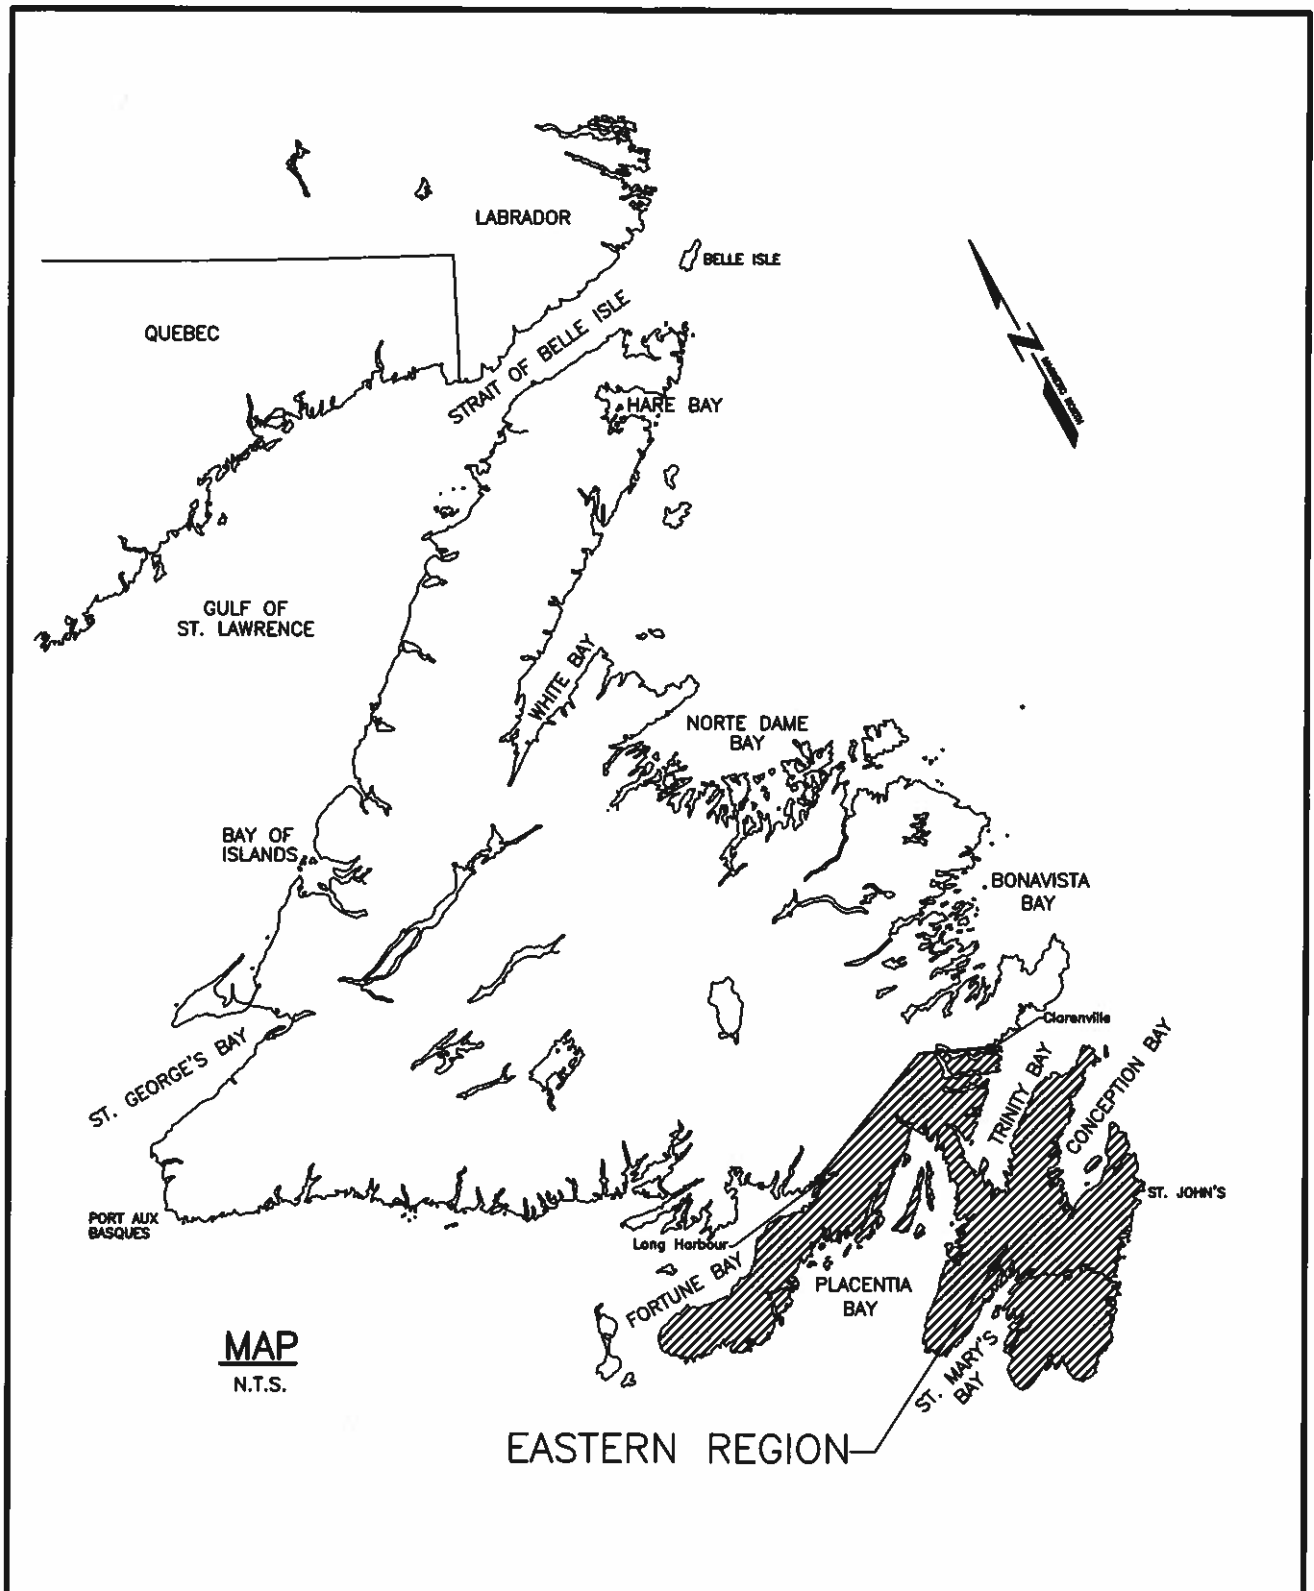 LABRADOR
BELLE ISLE
QUEBEC
STRAIT OF BELLE ISLE
MAGNETIC NORTH
HARE BAY
GULF OF
ST. LAWRENCE
WHITE BAY
NORTE DAME
BAY
BAY OF
ISLANDS
BONAVISTA
BAY
Clarenville
ST. GEORGE'S BAY
TRINITY BAY
CONCEPTION BAY
ST. JOHN'S
PORT AUX
BASQUES
Long Harbour
FORTUNE BAY
PLACENTIA
BAY
ST. MARY'S
BAY
MAP
N.T.S.
EASTERN REGION